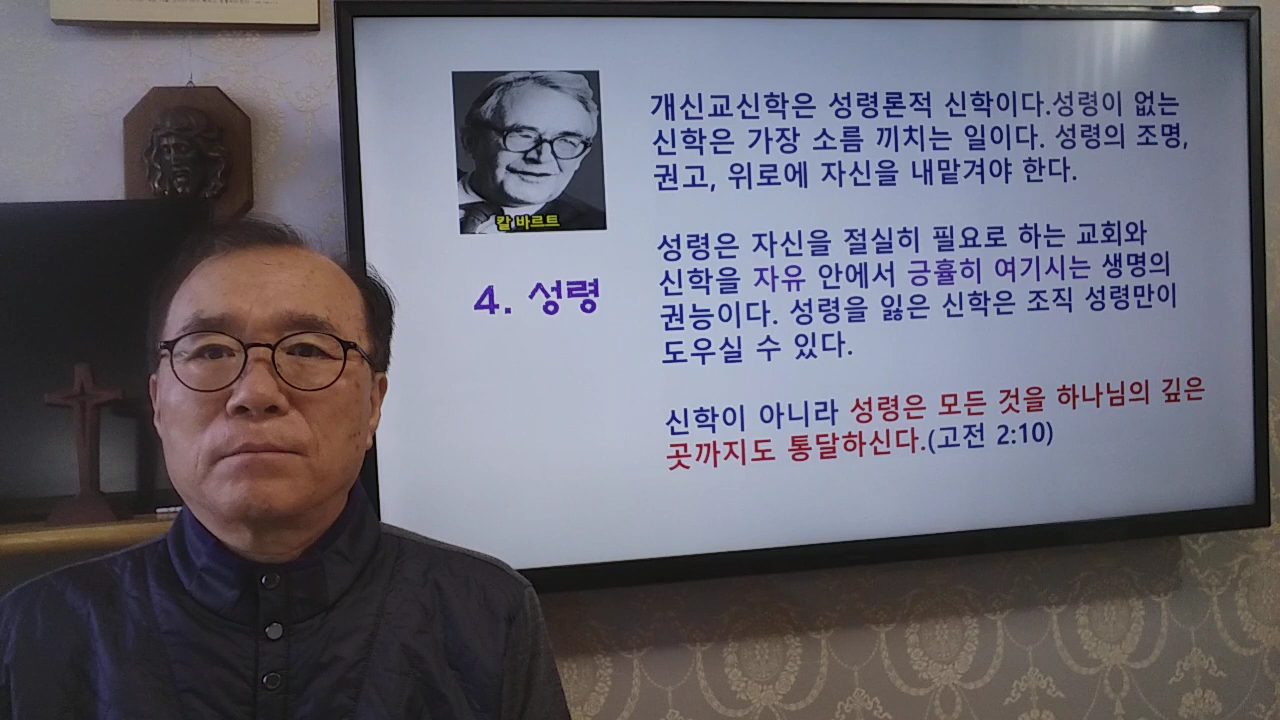 칼 바르트
4. 성령
개신교신학은 성령론적 신학이다.성령이 없는
신학은 가장 소름 끼치는 일이다. 성령의 조명,
권고, 위로에 자신을 내맡겨야 한다.
성령은 자신을 절실히 필요로 하는 교회와
신학을 자유 안에서 긍휼히 여기시는 생명의
권능이다. 성령을 잃은 신학은 조직 성령만이
도우실 수 있다.
신학이 아니라 성령은 모든 것을 하나님의 깊은
곳까지도 통달하신다.(고전 2:10)